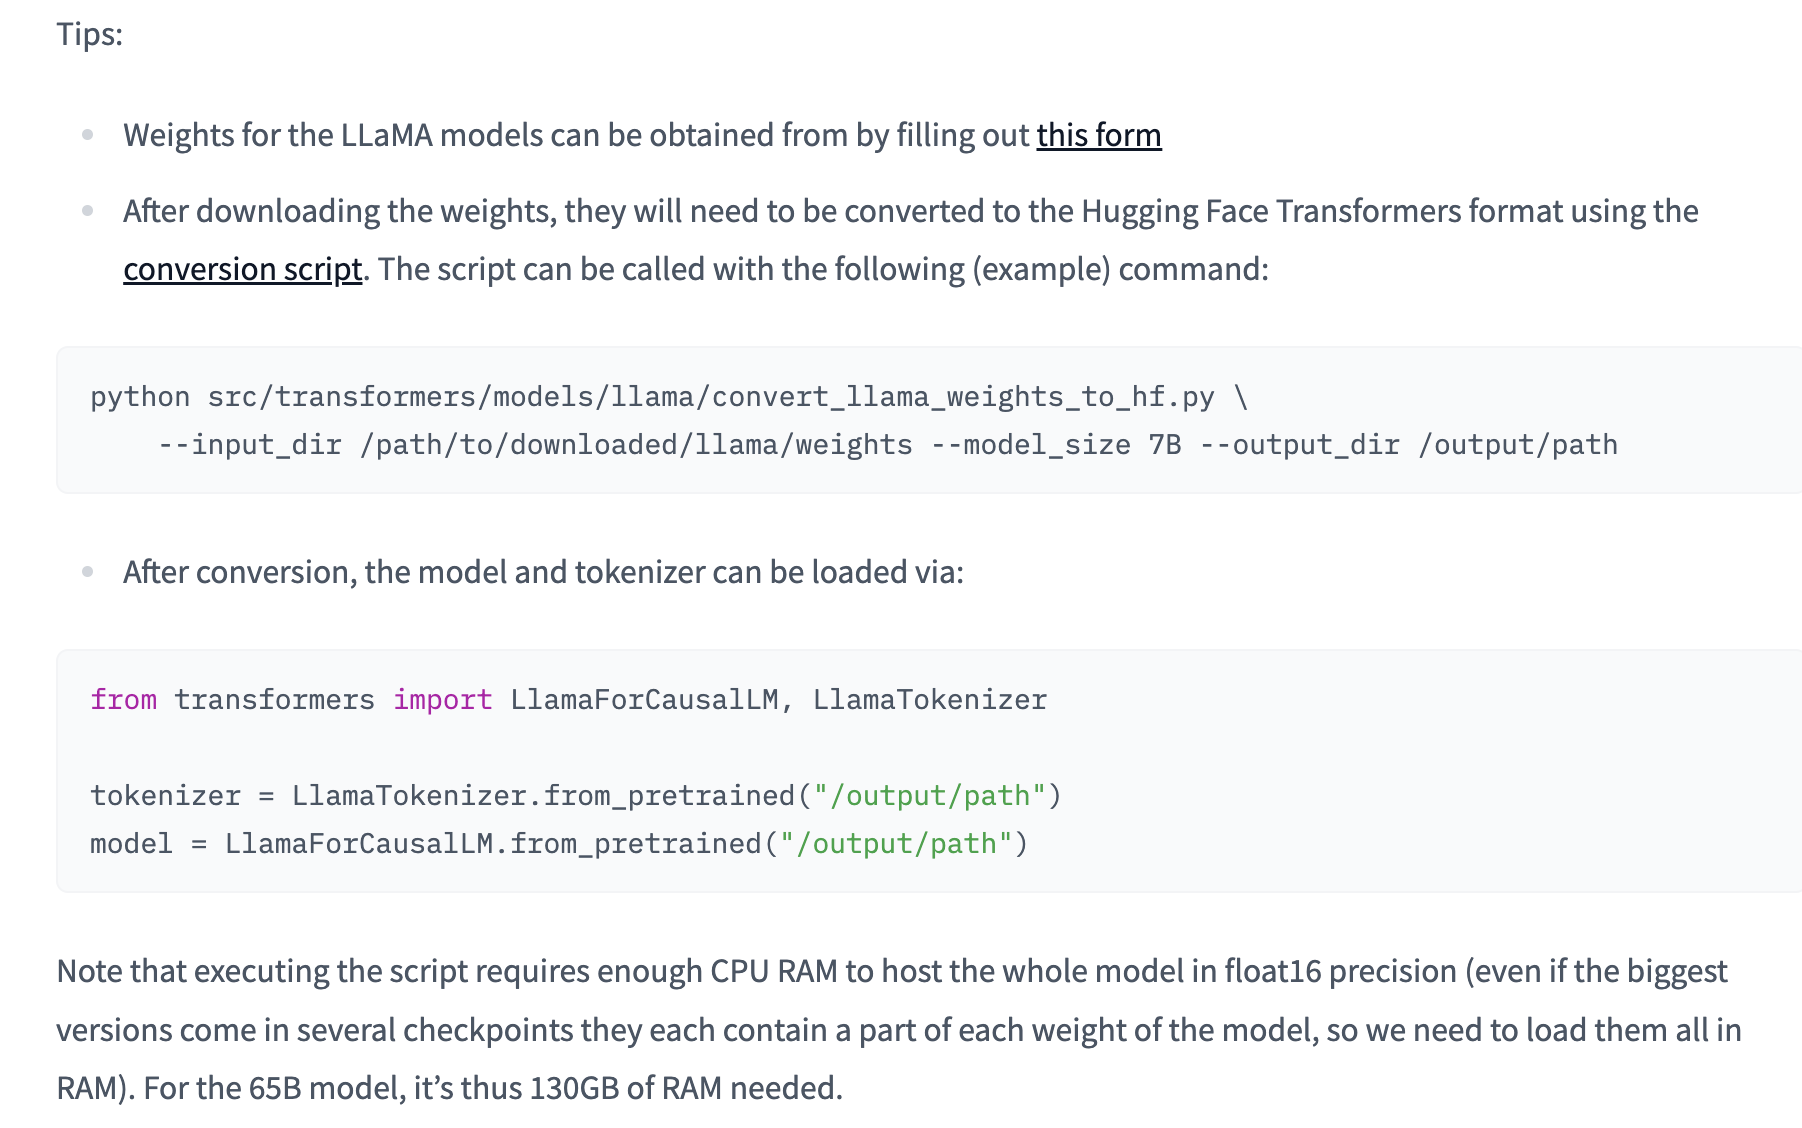 Tips:
Weights for the LLaMA models can be obtained from by filling out this form
After downloading the weights, they will need to be converted to the Hugging Face Transformers format using the
conversion script. The script can be called with the following (example) command:
python src/transformers/models/llama/convert_llama_weights_to_hf.py \
    --input_dir /path/to/downloaded/llama/weights --model_size 7B --output_dir /output/path
After conversion, the model and tokenizer can be loaded via:
from transformers import LlamaForCausalLM, LlamaTokenizer
tokenizer = LlamaTokenizer.from_pretrained("/output/path")
model = LlamaForCausalLM.from_pretrained("/output/path")
Note that executing the script requires enough CPU RAM to host the whole model in float16 precision (even if the biggest
versions come in several checkpoints they each contain a part of each weight of the model, so we need to load them all in
RAM). For the 65B model, it’s thus 130GB of RAM needed.